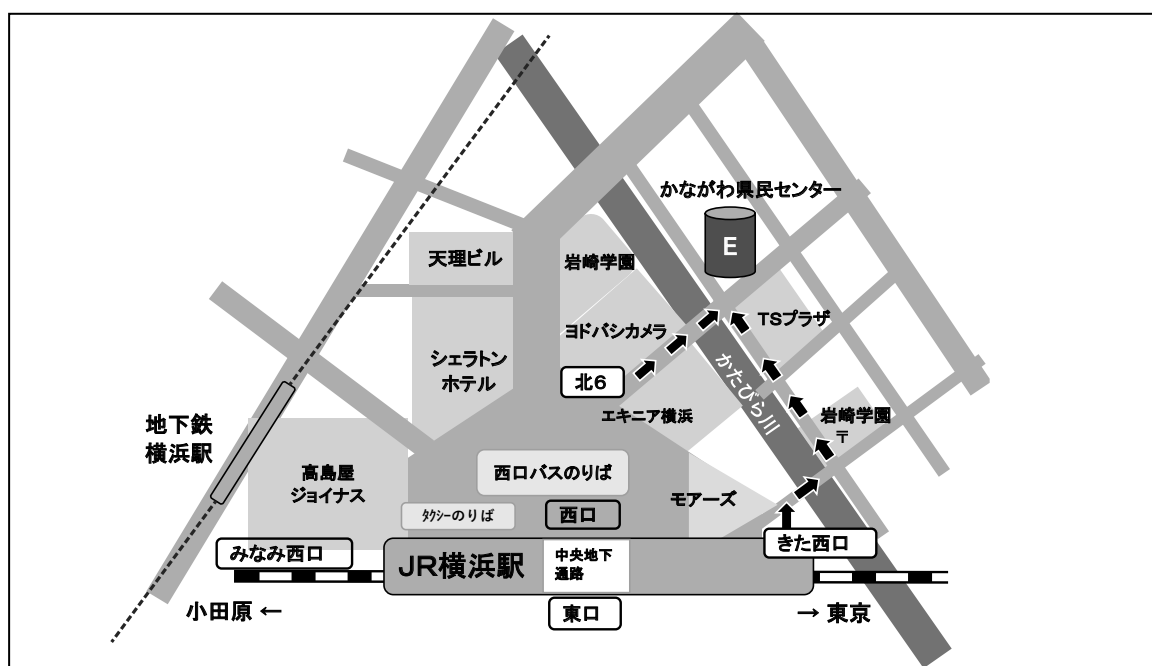 かながわ県民センター
E
天理ビル
岩崎学園
ヨドバシカメラ
TSプラザ
シェラトン
ホテル
北6
かたびら川
エキニア横浜
岩崎学園
〒
地下鉄
横浜駅
高島屋
ジョイナス
西口バスのりば
モアーズ
タクシーのりば
西口
きた西口
みなみ西口
JR横浜駅
中央地下
通路
小田原 ←
東口
→ 東京